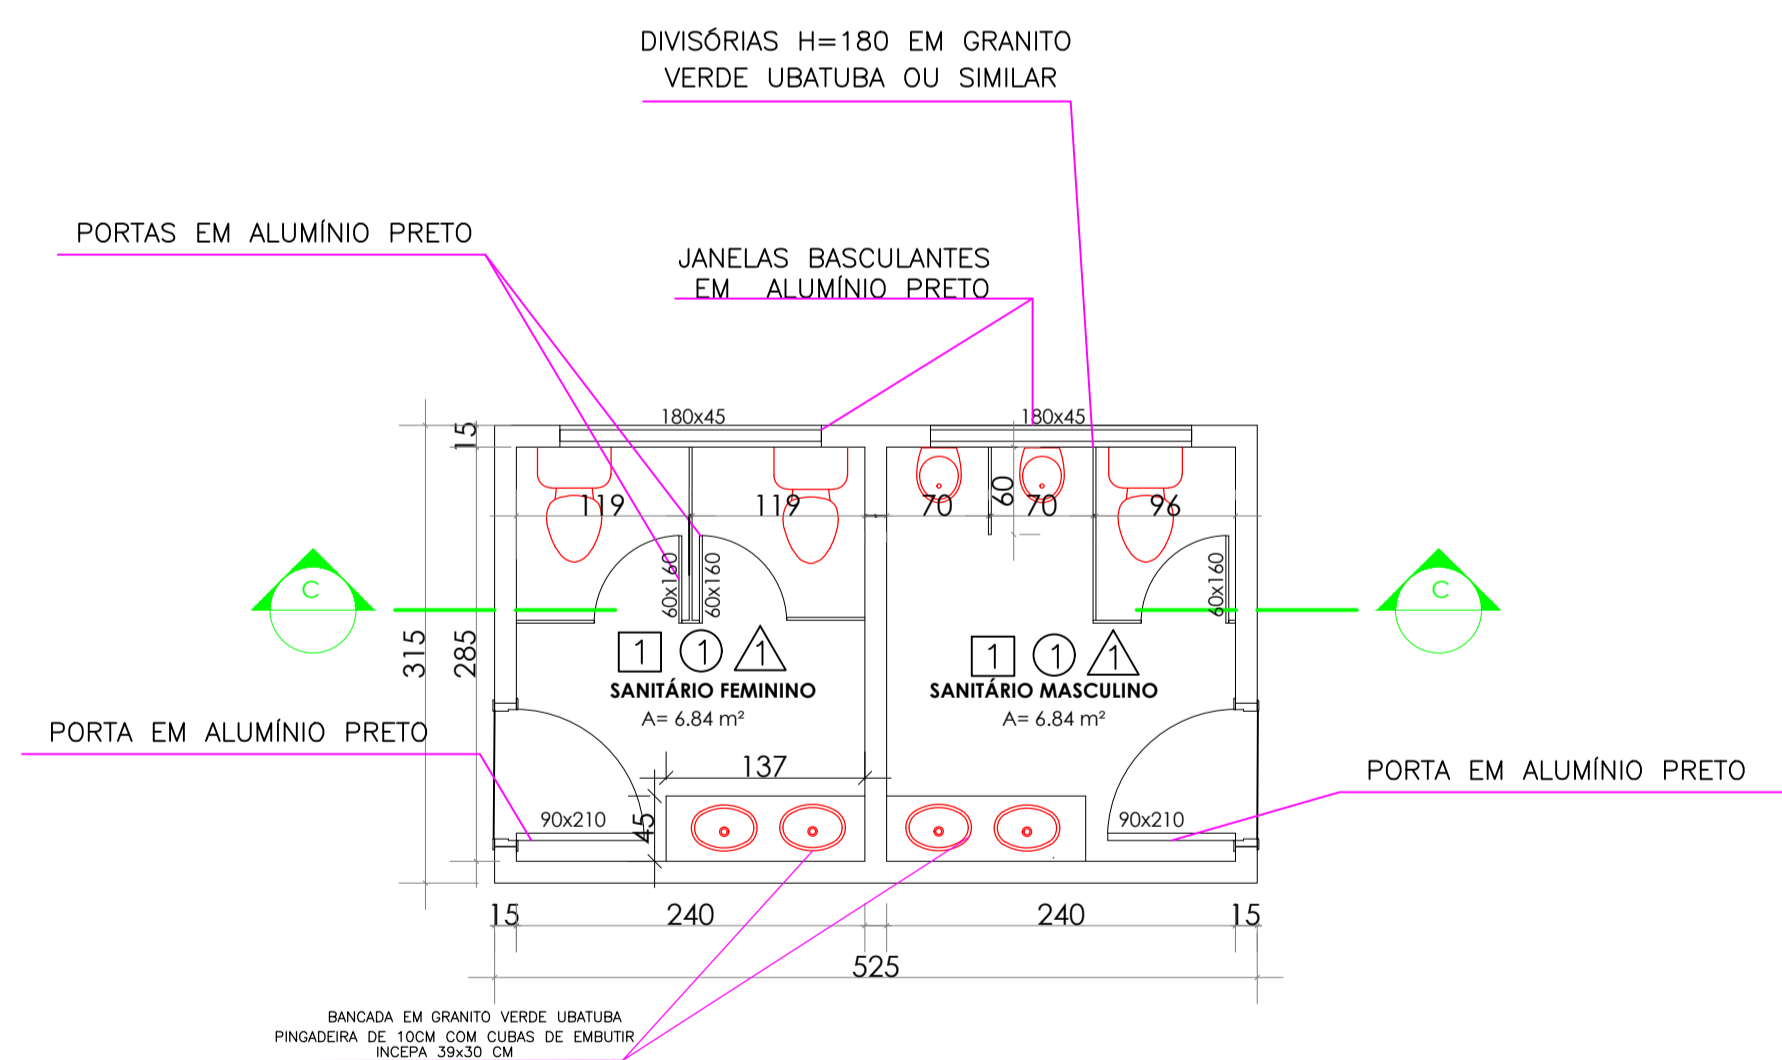 DIVISÓRIAS H=180 EM GRANITO
VERDE UBATUBA OU SIMILAR
PORTAS EM ALUMÍNIO PRETO
JANELAS BASCULANTES
EM ALUMÍNIO PRETO
180x45
180x45
15
119
119
70
60
70
96
60x160
60x160
60x160
C
C
315
285
1
1
1
1
1
1
SANITÁRIO FEMININO
A= 6.84 m²
SANITÁRIO MASCULINO
A= 6.84 m²
PORTA EM ALUMÍNIO PRETO
137
PORTA EM ALUMÍNIO PRETO
90x210
45
90x210
15
240
240
15
525
BANCADA EM GRANITO VERDE UBATUBA
PINGADEIRA DE 10CM COM CUBAS DE EMBUTIR
INCEPA 39x30 CM